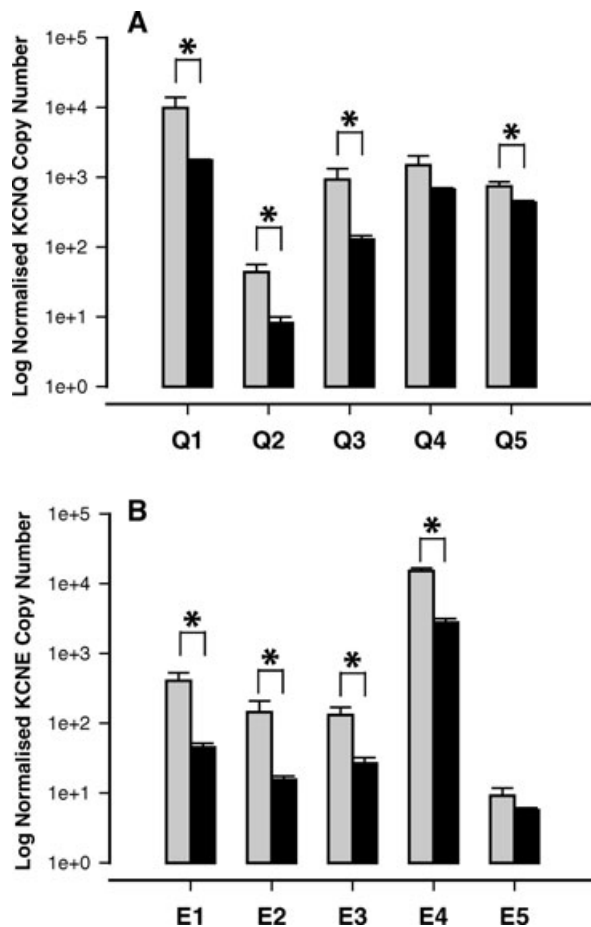 A
Log Normalised KCNQ Copy Number
1e+5
1e+4
1e+3
1e+2
1e+1
1e+0
*
*
*
*
Q1 Q2 Q3 Q4 Q5
B
Log Normalised KCNE Copy Number
1e+5
1e+4
1e+3
1e+2
1e+1
1e+0
*
*
*
*
E1 E2 E3 E4 E5